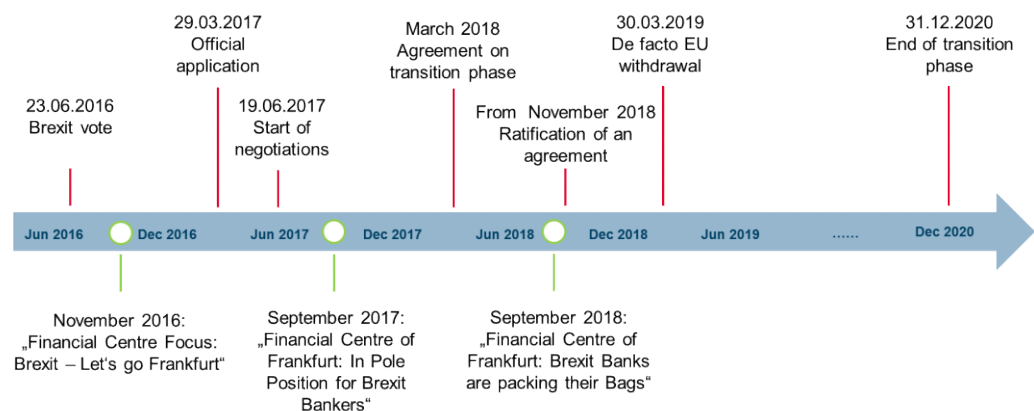 29.03.2017
Official
application
March 2018
Agreement on
transition phase
30.03.2019
De facto EU
withdrawal
31.12.2020
End of transition
phase
23.06.2016
Brexit vote
19.06.2017
Start of
negotiations
From November 2018
Ratification of an
agreement
Jun 2016
Dec 2016
Jun 2017
Dec 2017
Jun 2018
Dec 2018
Jun 2019
......
Dec 2020
November 2016:
„Financial Centre Focus:
Brexit – Let‘s go Frankfurt“
September 2017:
„Financial Centre of
Frankfurt: In Pole
Position for Brexit
Bankers“
September 2018:
„Financial Centre of
Frankfurt: Brexit Banks
are packing their Bags“